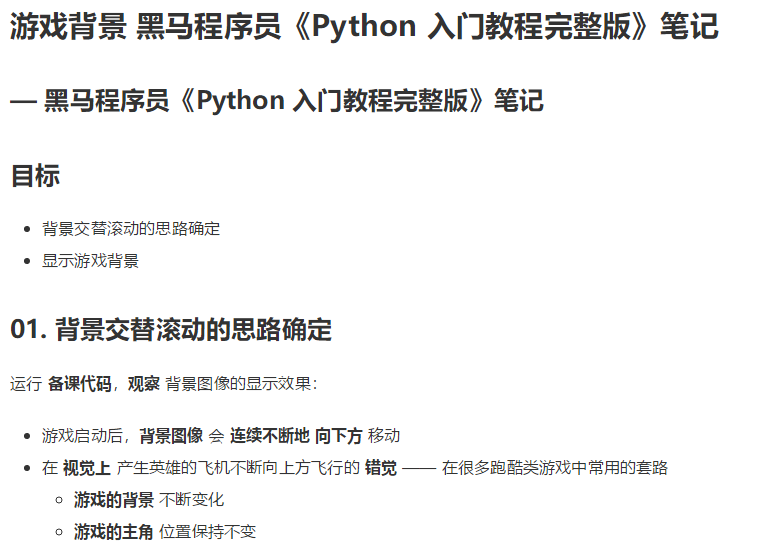 游戏背景 黑马程序员《Python 入门教程完整版》笔记
— 黑马程序员《Python 入门教程完整版》笔记
目标
背景交替滚动的思路确定
显示游戏背景
01. 背景交替滚动的思路确定
运行 备课代码，观察 背景图像的显示效果：
游戏启动后，背景图像 会 连续不断地 向下方 移动
在 视觉上 产生英雄的飞机不断向上方飞行的 错觉 —— 在很多跑酷类游戏中常用的套路
游戏的背景 不断变化
游戏的主角 位置保持不变